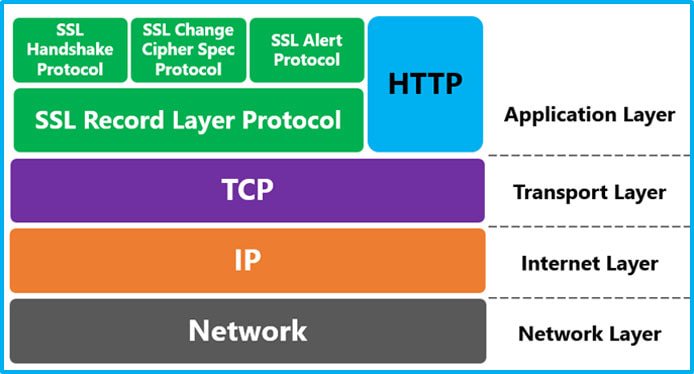 SSL
Handshake
Protocol
SSL Change
Cipher Spec
Protocol
SSL Alert
Protocol
HTTP
SSL Record Layer Protocol
Application Layer
TCP
Transport Layer
IP
Internet Layer
Network
Network Layer